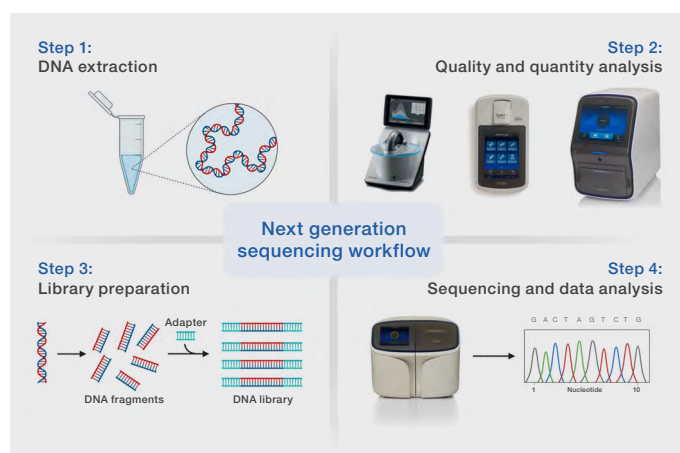 Step 1:
DNA extraction
Step 2:
Quality and quantity analysis
Next generation
sequencing workflow
Step 3:
Library preparation
Adapter
DNA fragments
DNA library
Step 4:
Sequencing and data analysis
G A C T A G T C T G
1 Nucleotide 10